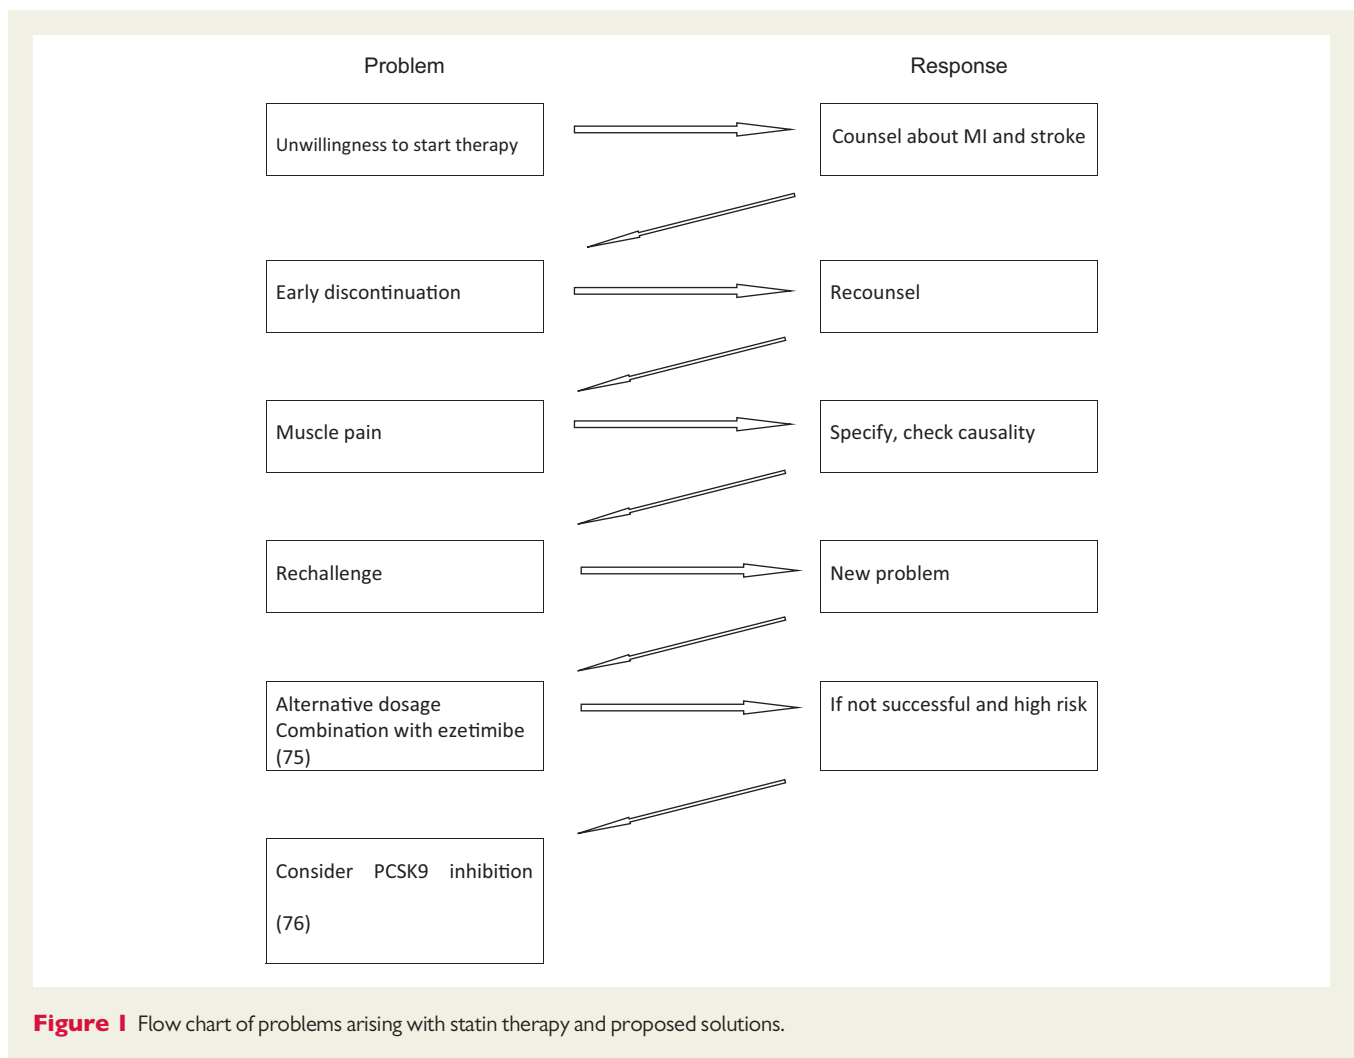 Problem
Response
Unwillingness to start therapy
Counsel about MI and stroke
Early discontinuation
Recounsel
Muscle pain
Specify, check causality
Rechallenge
New problem
Alternative dosage
Combination with ezetimibe
(75)
If not successful and high risk
Consider PCSK9 inhibition
(76)
Figure 1 Flow chart of problems arising with statin therapy and proposed solutions.